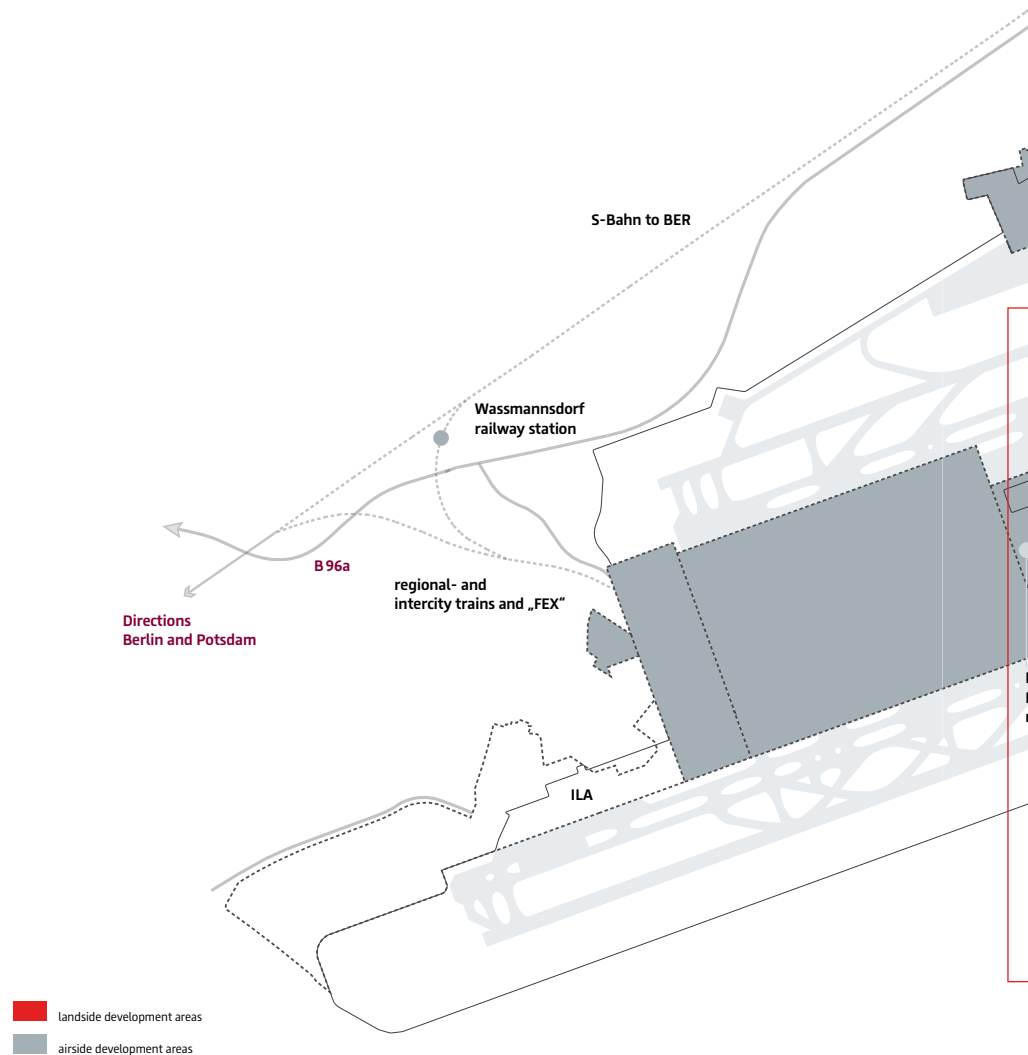 S-Bahn to BER
Wassmannsdorf
railway station
B 96a
regional- and
intercity trains and „FEX“
Directions
Berlin and Potsdam
ILA
landside development areas
airside development areas